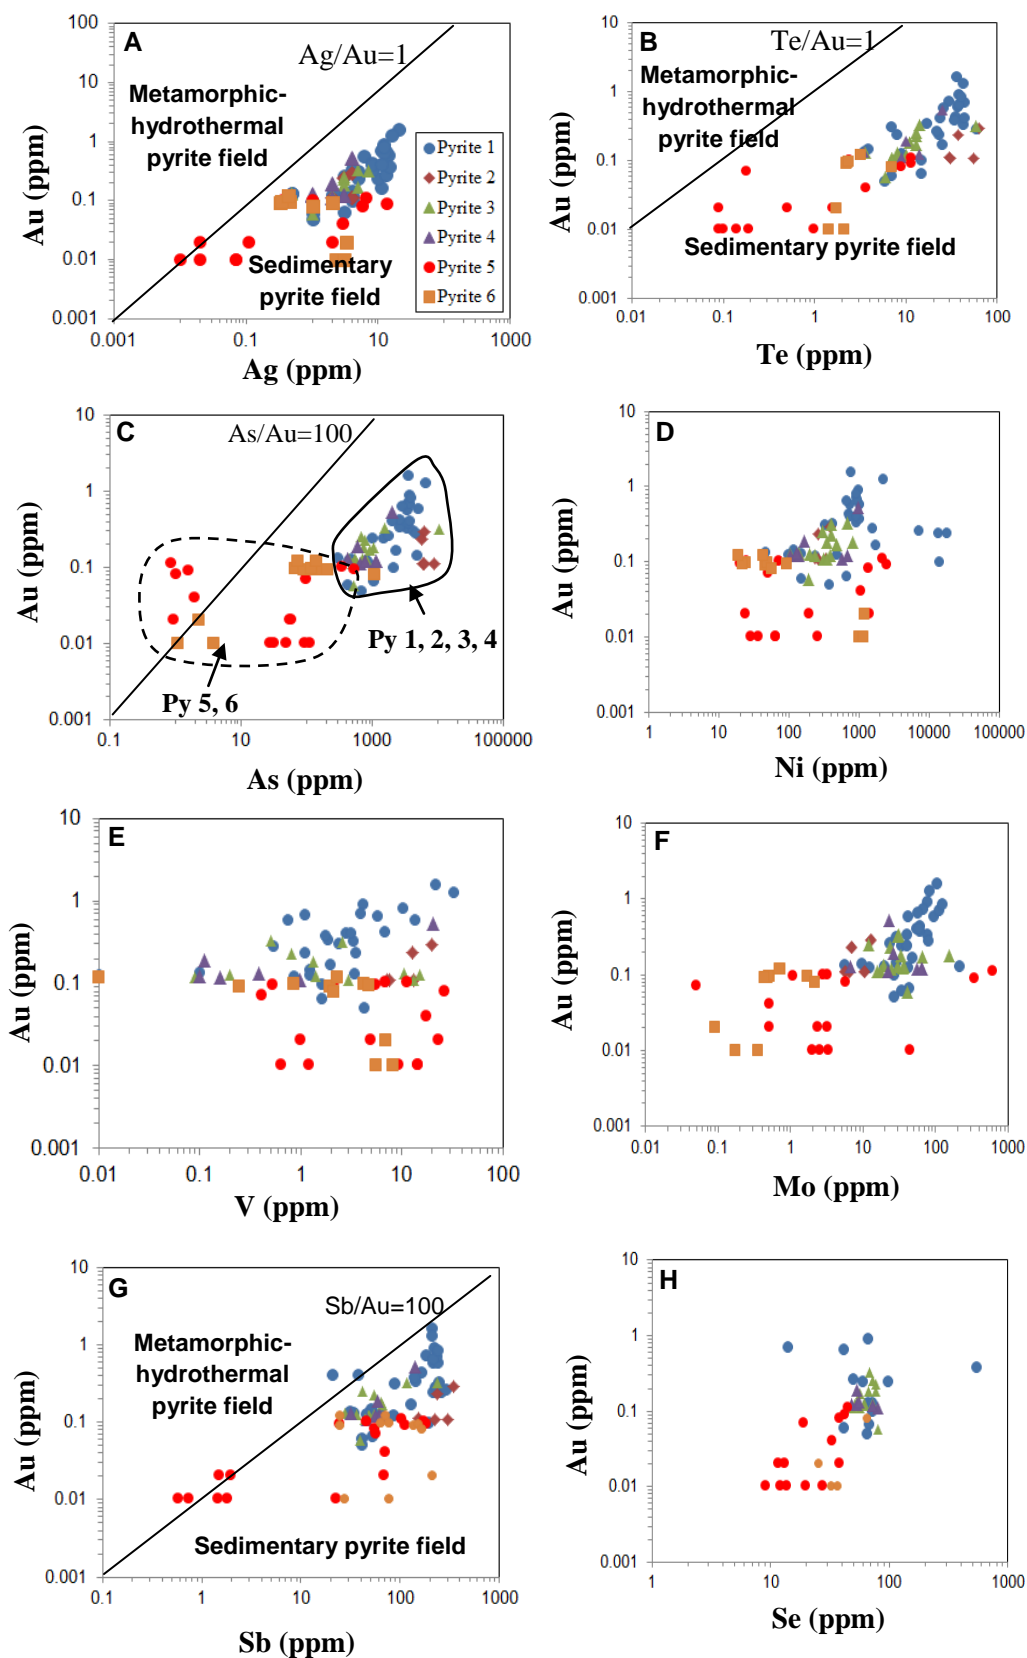 A
Ag/Au=1
Metamorphic-
hydrothermal
pyrite field
Sedimentary
pyrite field
Pyrite 1
Pyrite 2
Pyrite 3
Pyrite 4
Pyrite 5
Pyrite 6
100
10
1
0.1
0.01
0.001
0.001
0.1
10
1000
Au (ppm)
Ag (ppm)
B
Te/Au=1
Metamorphic-
hydrothermal
pyrite field
Sedimentary pyrite field
10
1
0.1
0.01
0.001
0.01
0.1
1
10
100
Au (ppm)
Te (ppm)
C
As/Au=100
Py 1, 2, 3, 4
Py 5, 6
10
1
0.1
0.01
0.001
0.1
10
1000
100000
Au (ppm)
As (ppm)
D
10
1
0.1
0.01
0.001
1
10
100
1000
10000
100000
Au (ppm)
Ni (ppm)
E
10
1
0.1
0.01
0.001
0.01
0.1
1
10
100
Au (ppm)
V (ppm)
F
10
1
0.1
0.01
0.001
0.01
0.1
1
10
100
1000
Au (ppm)
Mo (ppm)
G
Sb/Au=100
Metamorphic-
hydrothermal
pyrite field
Sedimentary pyrite field
10
1
0.1
0.01
0.001
0.1
1
10
100
1000
Au (ppm)
Sb (ppm)
H
10
1
0.1
0.01
0.001
1
10
100
1000
Au (ppm)
Se (ppm)